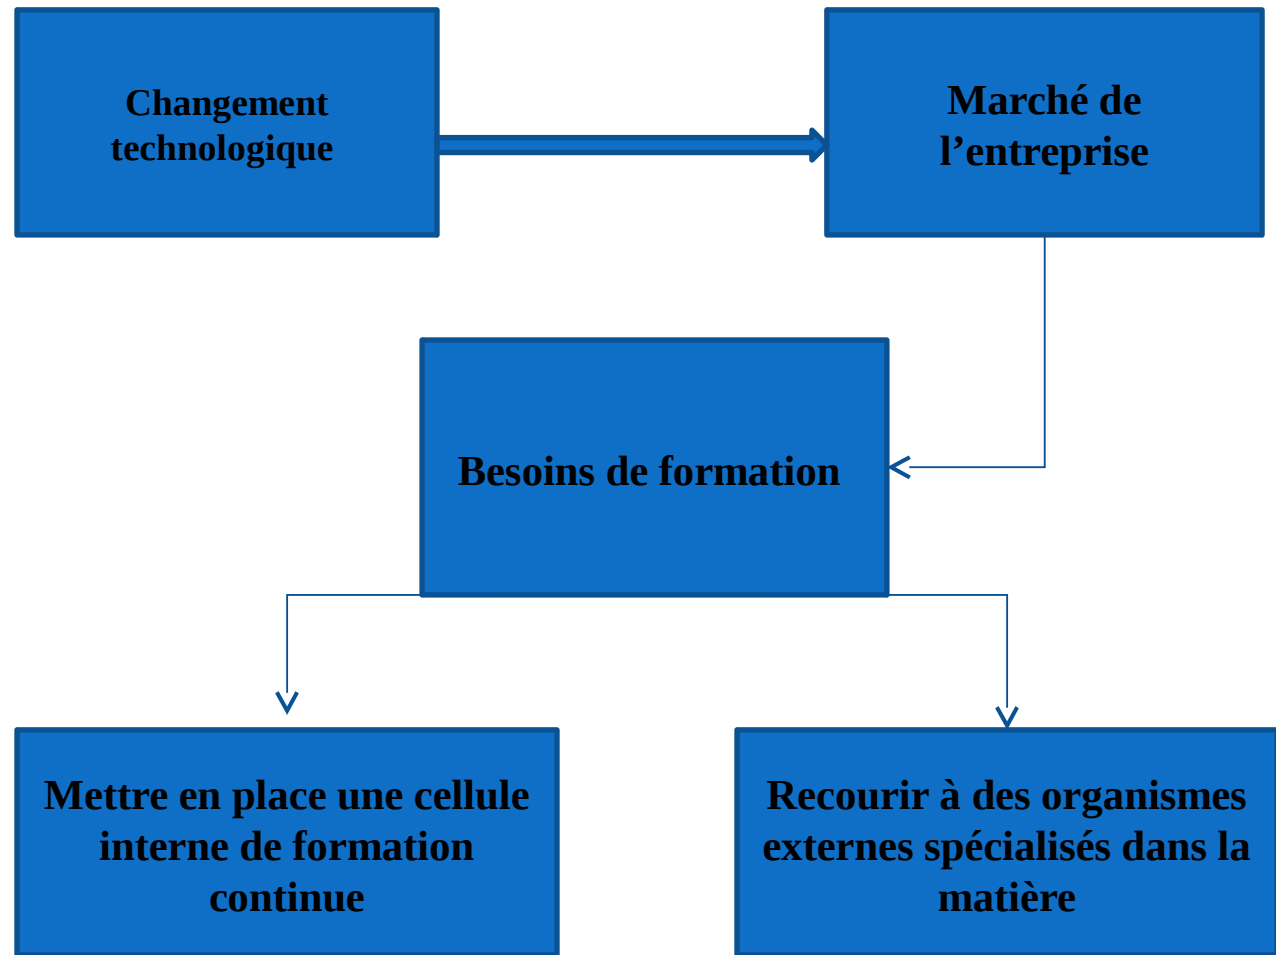 Changement
technologique
Marché de
l’entreprise
Besoins de formation
Mettre en place une cellule
interne de formation
continue
Recourir à des organismes
externes spécialisés dans la
matière